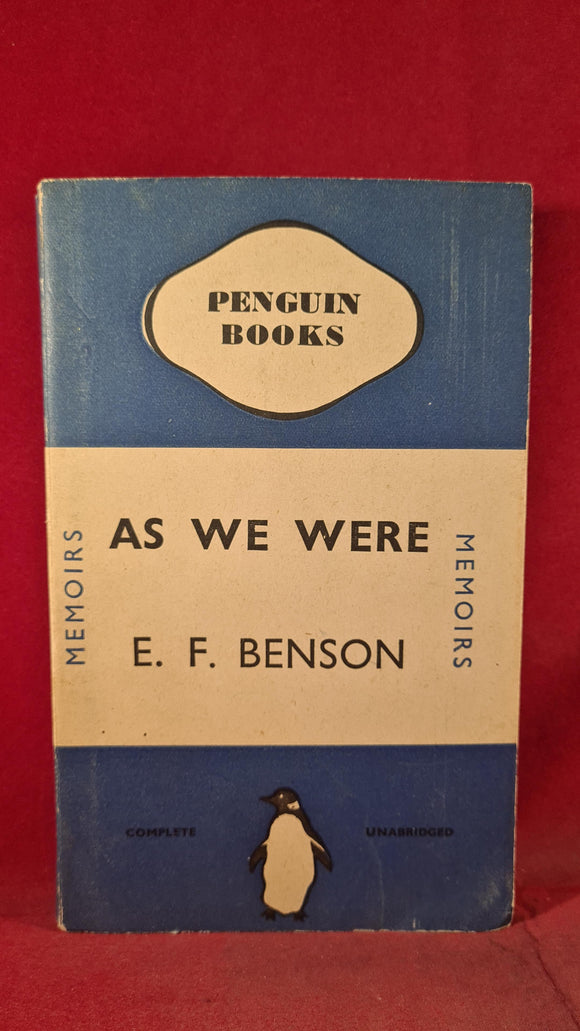 PENGUIN
BOOKS
MEMOIRS
AS WE WERE
E. F. BENSON
MEMOIRS
COMPLETE
UNABRIDGED